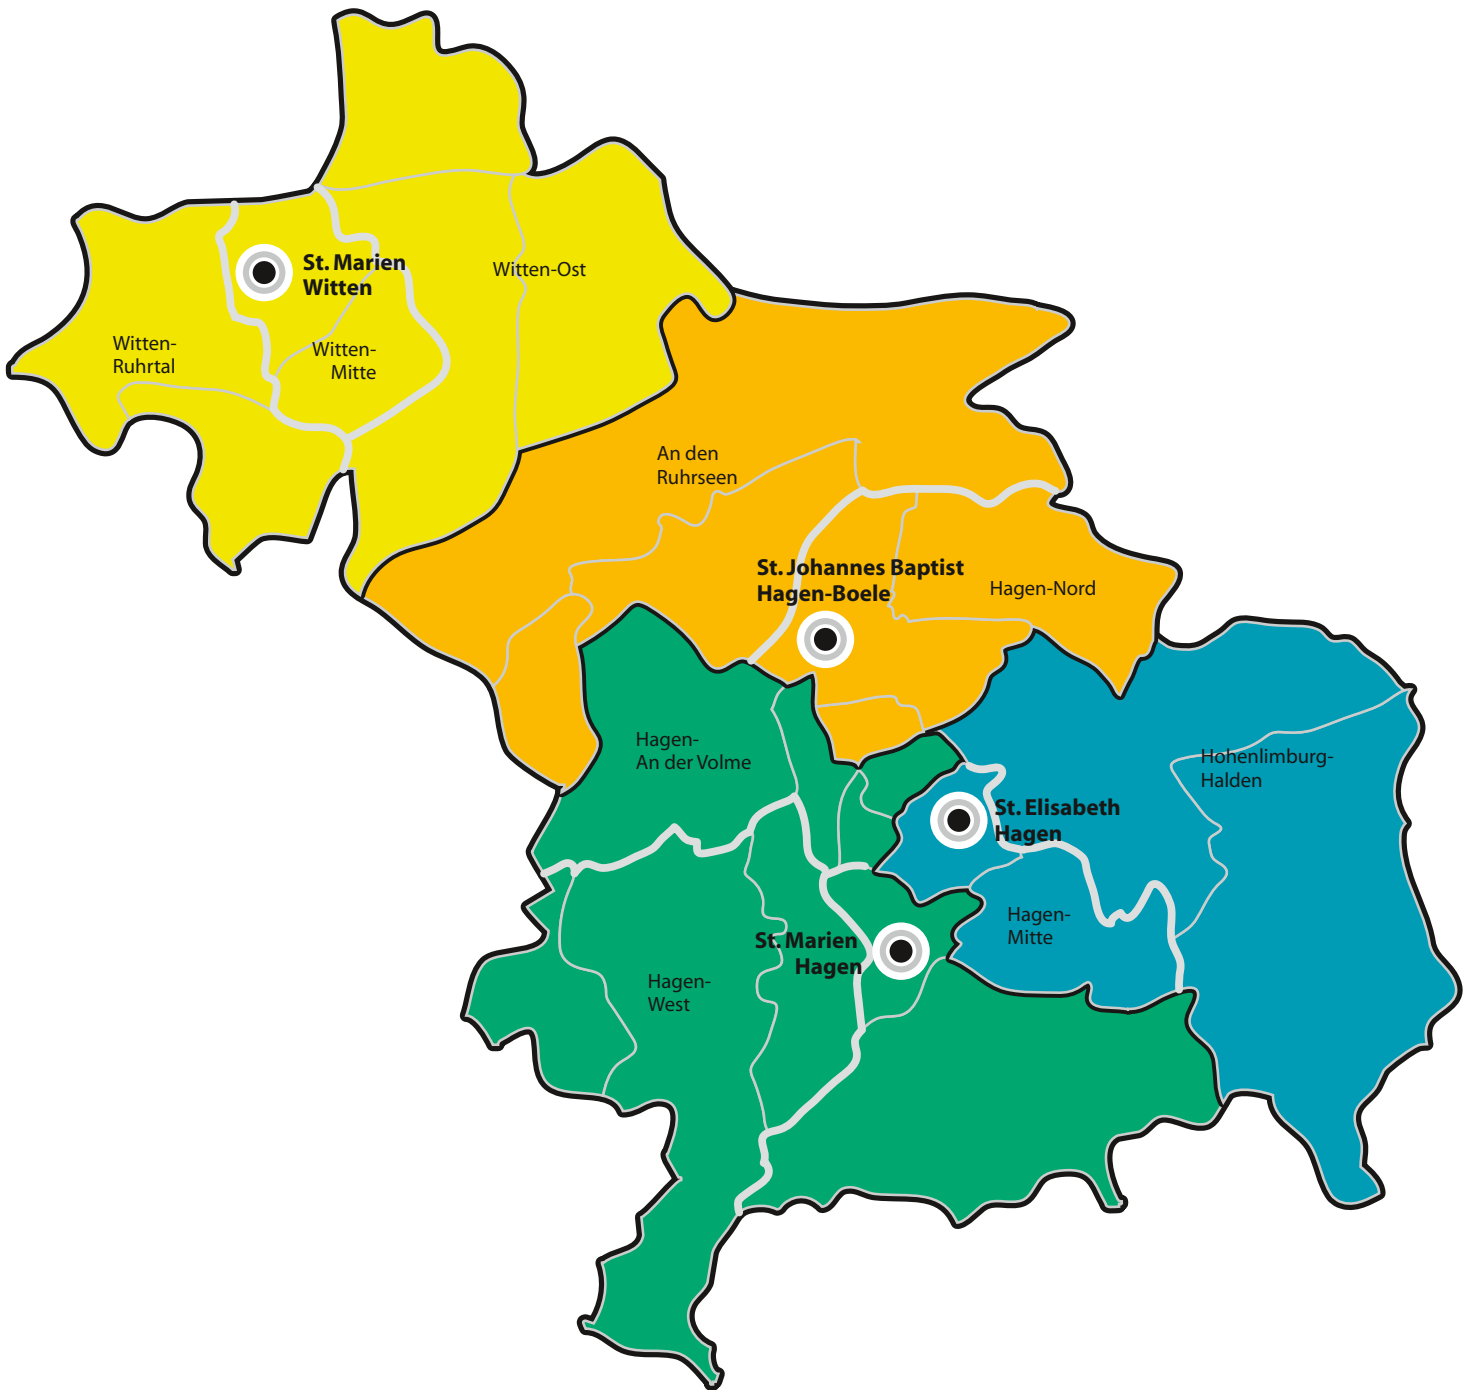 St. Marien
Witten
Witten-Ost
Witten-
Ruhrtal
Witten-
Mitte
An den
Ruhrseen
St. Johannes Baptist
Hagen-Boele
Hagen-Nord
Hagen-
An der Volme
Hohenlimburg-
Halden
St. Elisabeth
Hagen
Hagen-
Mitte
St. Marien
Hagen
Hagen-
West